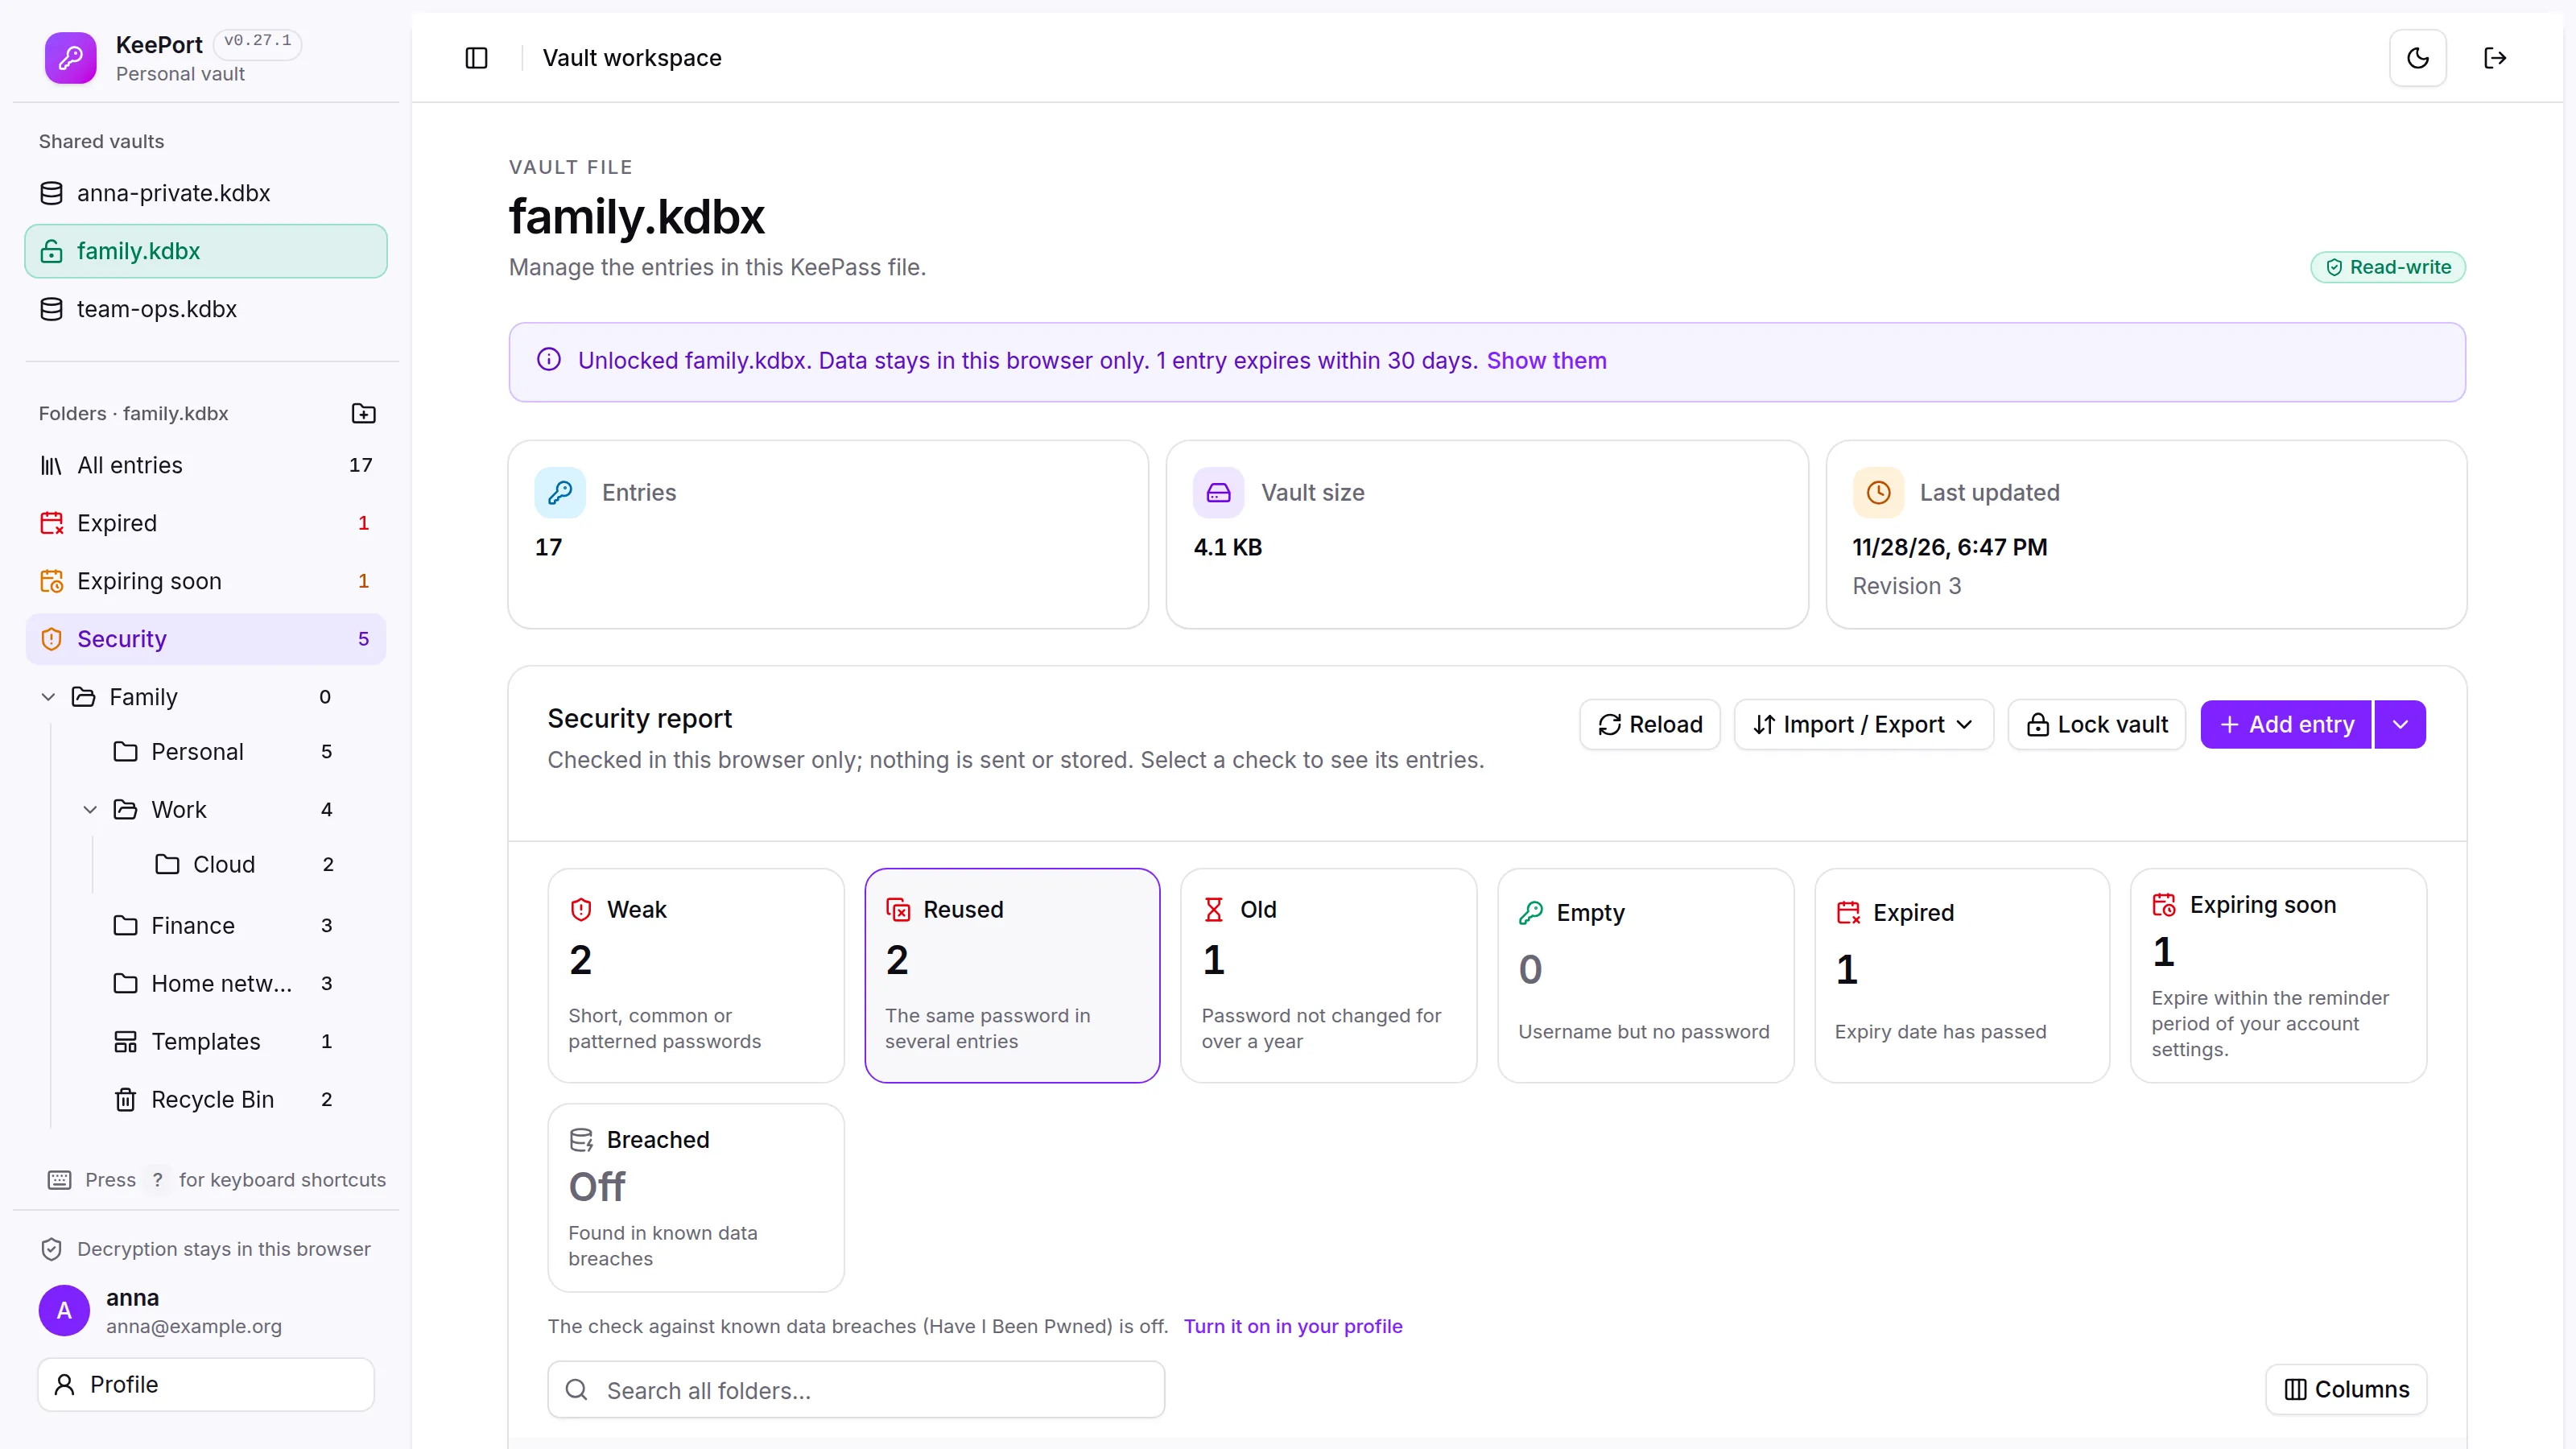 KeePort v0.27.1
Personal vault
Shared vaults
anna-private.kdbx
family.kdbx
team-ops.kdbx
Folders · family.kdbx
All entries 17
Expired 1
Expiring soon 1
Security 5
Family 0
Personal 5
Work 4
Cloud 2
Finance 3
Home netw... 3
Templates 1
Recycle Bin 2
Press ? for keyboard shortcuts
Decryption stays in this browser
A
anna
anna@example.org
Profile
Vault workspace
VAULT FILE
family.kdbx
Manage the entries in this KeePass file.
Read-write
Unlocked family.kdbx. Data stays in this browser only. 1 entry expires within 30 days. Show them
Entries
17
Vault size
4.1 KB
Last updated
11/28/26, 6:47 PM
Revision 3
Security report
Checked in this browser only; nothing is sent or stored. Select a check to see its entries.
Reload
Import / Export
Lock vault
Add entry
Weak
2
Short, common or
patterned passwords
Reused
2
The same password in
several entries
Old
1
Password not changed for
over a year
Empty
0
Username but no password
Expired
1
Expiry date has passed
Expiring soon
1
Expire within the reminder
period of your account
settings.
Breached
Off
Found in known data
breaches
The check against known data breaches (Have I Been Pwned) is off. Turn it on in your profile
Search all folders...
Columns